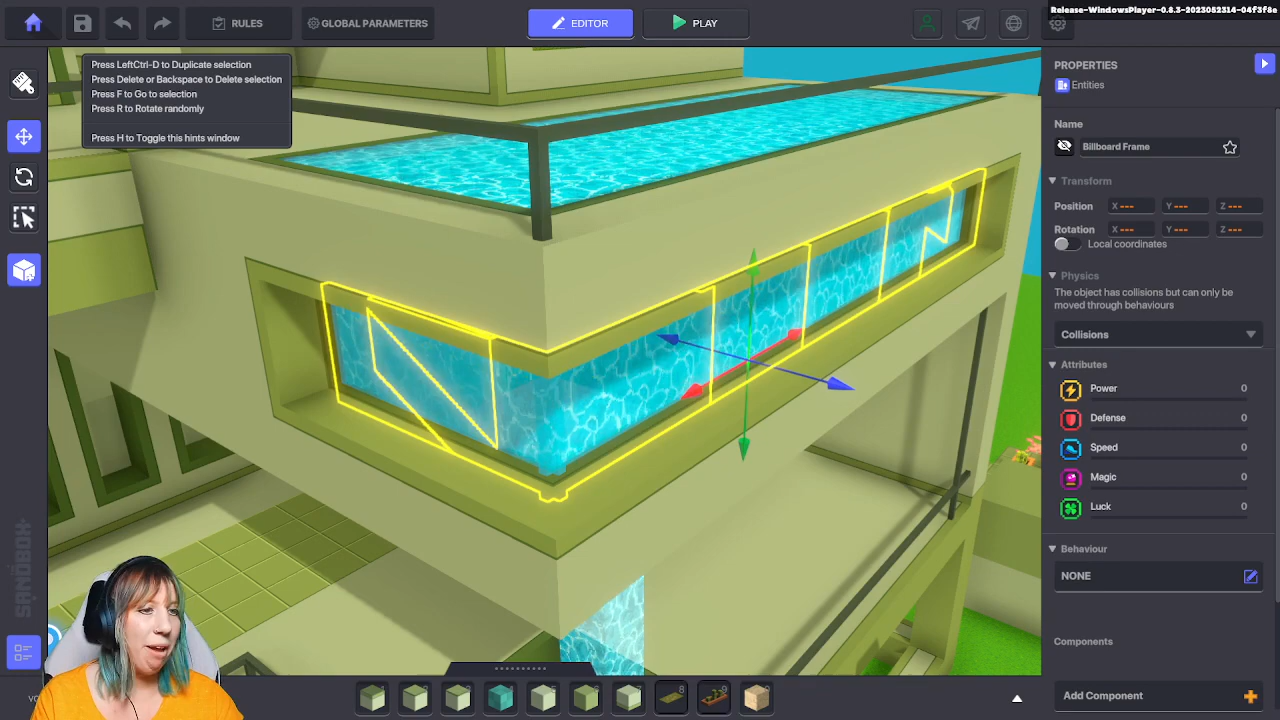 Release-WindowsPlayer-0.8.3-2023082314-04f3f8e
RULES
GLOBAL PARAMETERS
EDITOR
PLAY
Press LeftCtrl-D to Duplicate selection
Press Delete or Backspace to Delete selection
Press F to Go to selection
Press R to Rotate randomly
Press H to Toggle this hints window
PROPERTIES
Entities
Name
Billboard Frame
Transform
Position X --- Y --- Z ---
Rotation X --- Y --- Z ---
Local coordinates
Physics
The object has collisions but can only be
moved through behaviours
Collisions
Attributes
Power 0
Defense 0
Speed 0
Magic 0
Luck 0
Behaviour
NONE
Components
Add Component
8
9